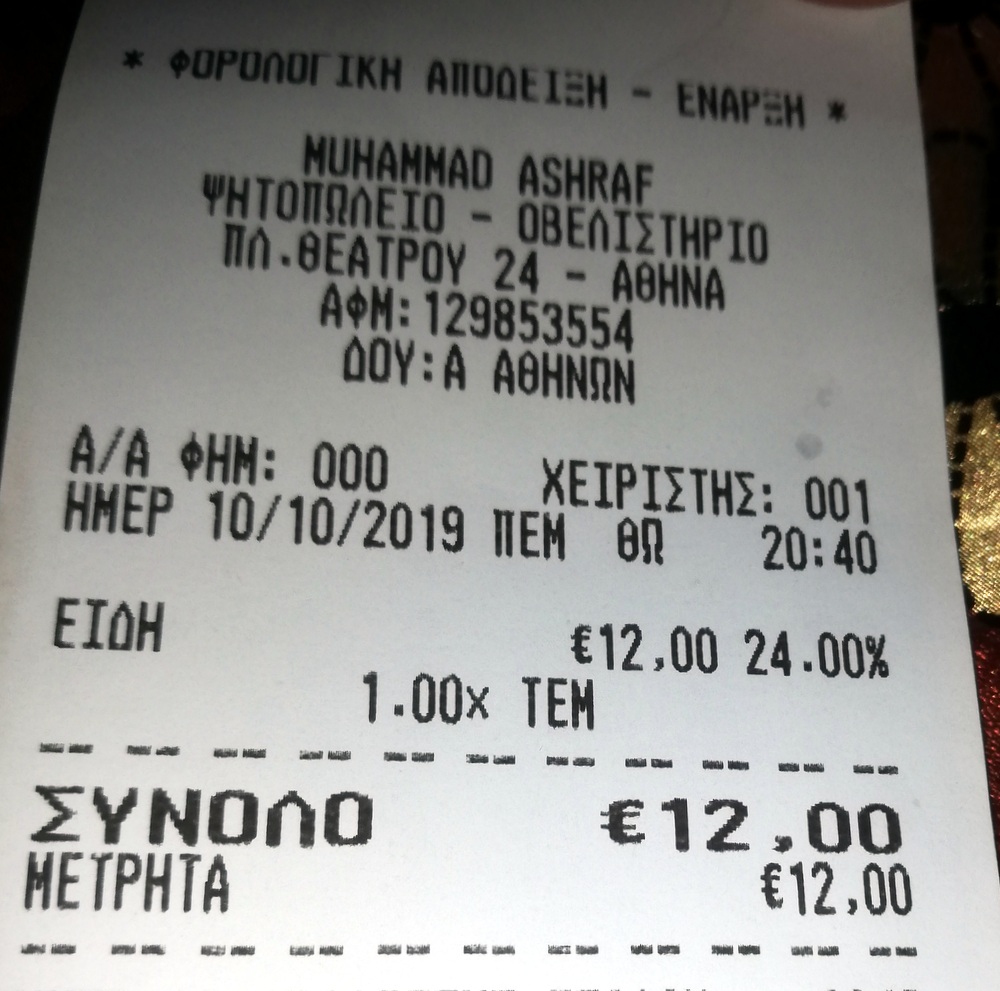 * ΦΟΡΟΛΟΓΙΚΗ ΑΠΟΔΕΙΞΗ - ΕΝΑΡΞΗ *
MUHAMMAD ASHRAF
ΨΗΤΟΠΩΛΕΙΟ - ΟΒΕΛΙΣΤΗΡΙΟ
ΠΛ.ΘΕΑΤΡΟΥ 24 - ΑΘΗΝΑ
ΑΦΜ:129853554
ΔΟΥ:Α ΑΘΗΝΩΝ
Α/Α ΦΗΜ: 000 ΧΕΙΡΙΣΤΗΣ: 001
ΗΜΕΡ 10/10/2019 ΠΕΜ ΘΩ 20:40
ΕΙΔΗ €12,00 24.00%
1.00x ΤΕΜ
ΣΥΝΟΛΟ €12,00
ΜΕΤΡΗΤΑ €12,00